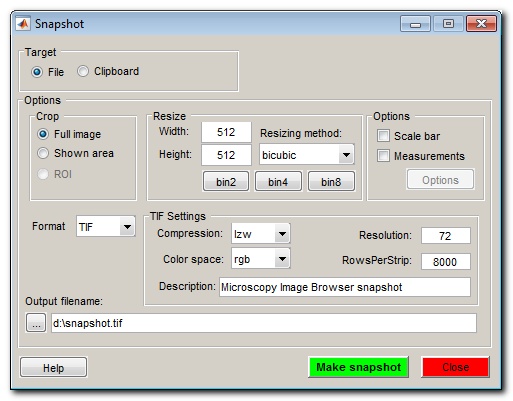 Snapshot
Target
File Clipboard
Options
Crop
Full image
Shown area
ROI
Resize
Width: 512 Resizing method:
Height: 512 bicubic
bin2 bin4 bin8
Options
Scale bar
Measurements
Options
Format TIF
TIF Settings
Compression: lzw Resolution: 72
Color space: rgb RowsPerStrip: 8000
Description: Microscopy Image Browser snapshot
Output filename:
... d:\snapshot.tif
Help Make snapshot Close